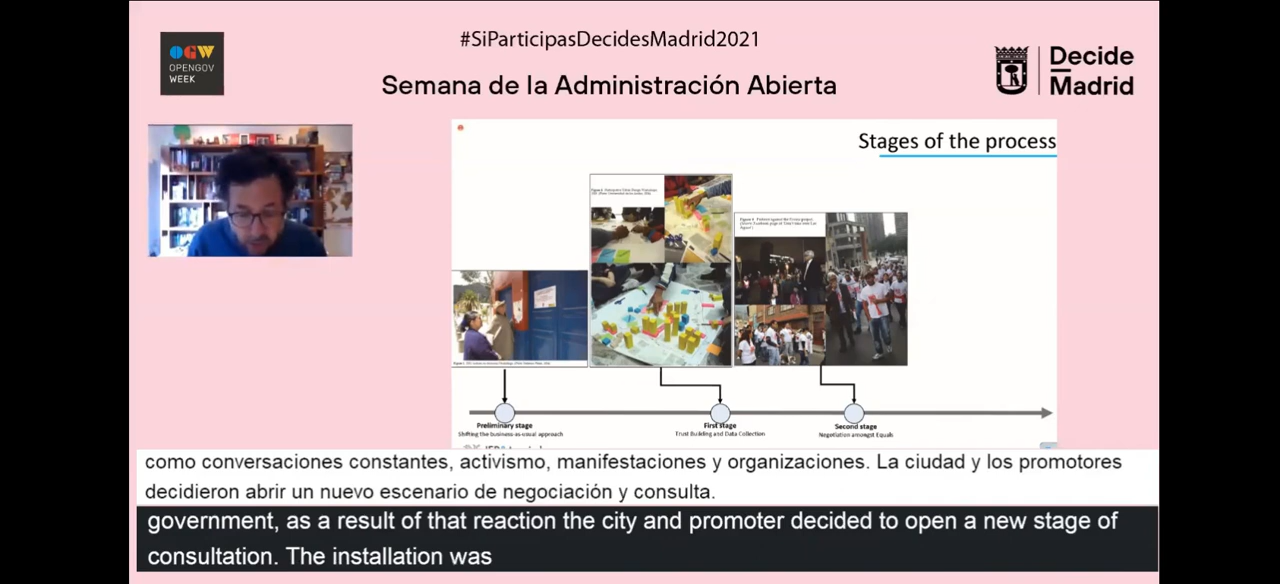 #SiParticipasDecidesMadrid2021
OGW
OPENGOV
WEEK
Semana de la Administración Abierta
Decide
Madrid
Stages of the process
Preliminary stage
Shifting the business-as-usual approach
First stage
Trust Building and Data Collection
Second stage
Negotiation amongst Equals
como conversaciones constantes, activismo, manifestaciones y organizaciones. La ciudad y los promotores
decidieron abrir un nuevo escenario de negociación y consulta.
government, as a result of that reaction the city and promoter decided to open a new stage of
consultation. The installation was